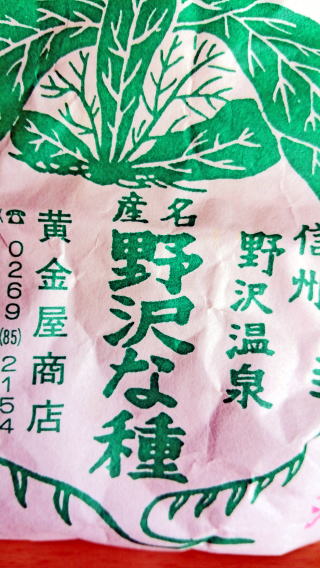 信州
野沢温泉
名産
野沢な種
黄金屋商店
☎0269(85)2154